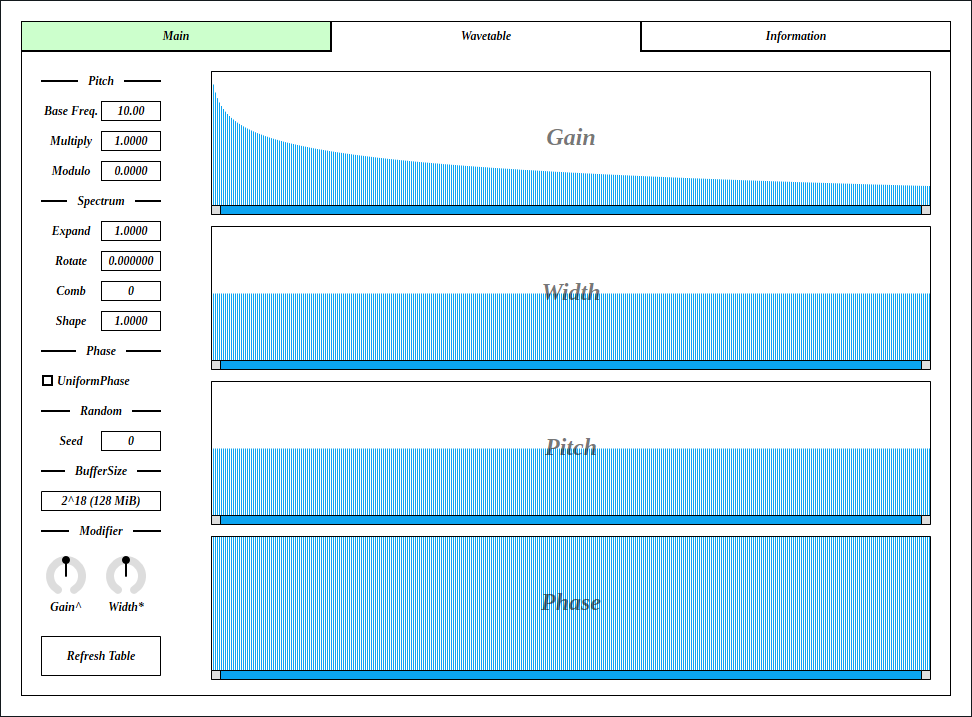 Main
Wavetable
Information
Pitch
Base Freq. 10.00
Multiply 1.0000
Modulo 0.0000
Spectrum
Expand 1.0000
Rotate 0.000000
Comb 0
Shape 1.0000
Phase
UniformPhase
Random
Seed 0
BufferSize
2^18 (128 MiB)
Modifier
Gain^ Width*
Refresh Table
Gain
Width
Pitch
Phase